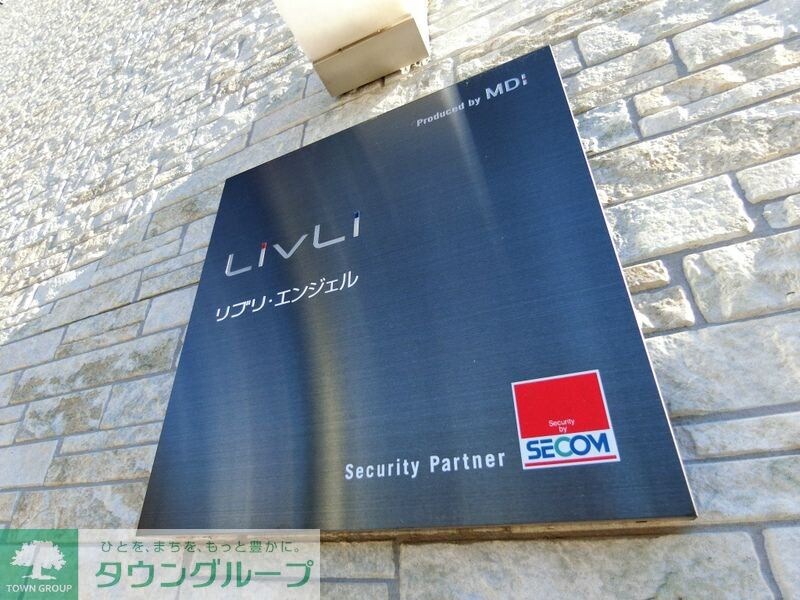 Produced by MDI
LivLi
リブリ・エンジェル
Security by
SECOM
Security Partner
ひとを、まちを、もっと豊かに。
タウングループ
TOWN GROUP